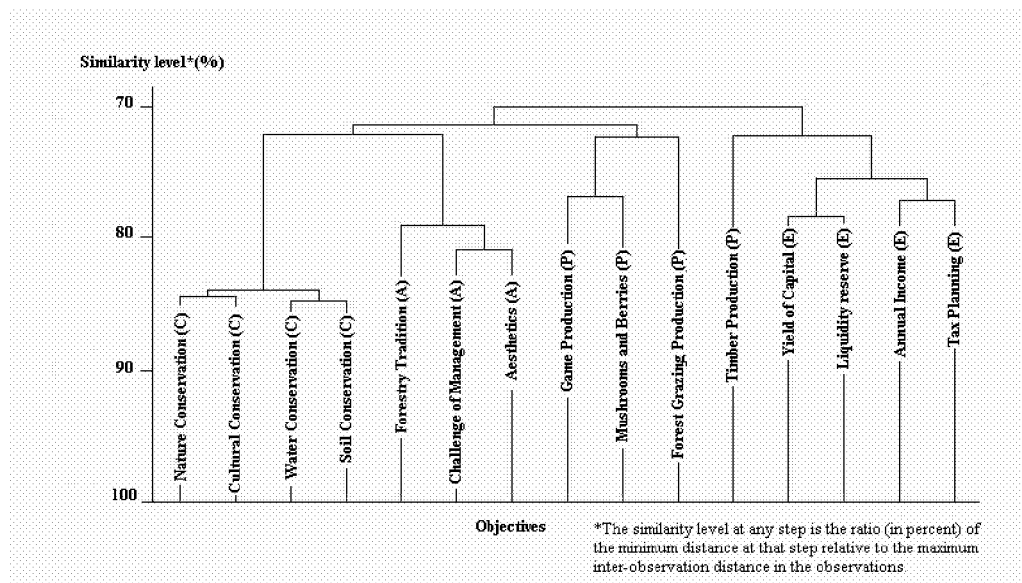 Similarity level*(%)
70
80
90
100
Nature Conservation (C)
Cultural Conservation (C)
Water Conservation (C)
Soil Conservation (C)
Forestry Tradition (A)
Challenge of Management (A)
Aesthetics (A)
Game Production (P)
Mushrooms and Berries (P)
Forest Grazing Production (P)
Timber Production (P)
Yield of Capital (E)
Liquidity reserve (E)
Annual Income (E)
Tax Planning (E)
Objectives
*The similarity level at any step is the ratio (in percent) of
the minimum distance at that step relative to the maximum
inter-observation distance in the observations.